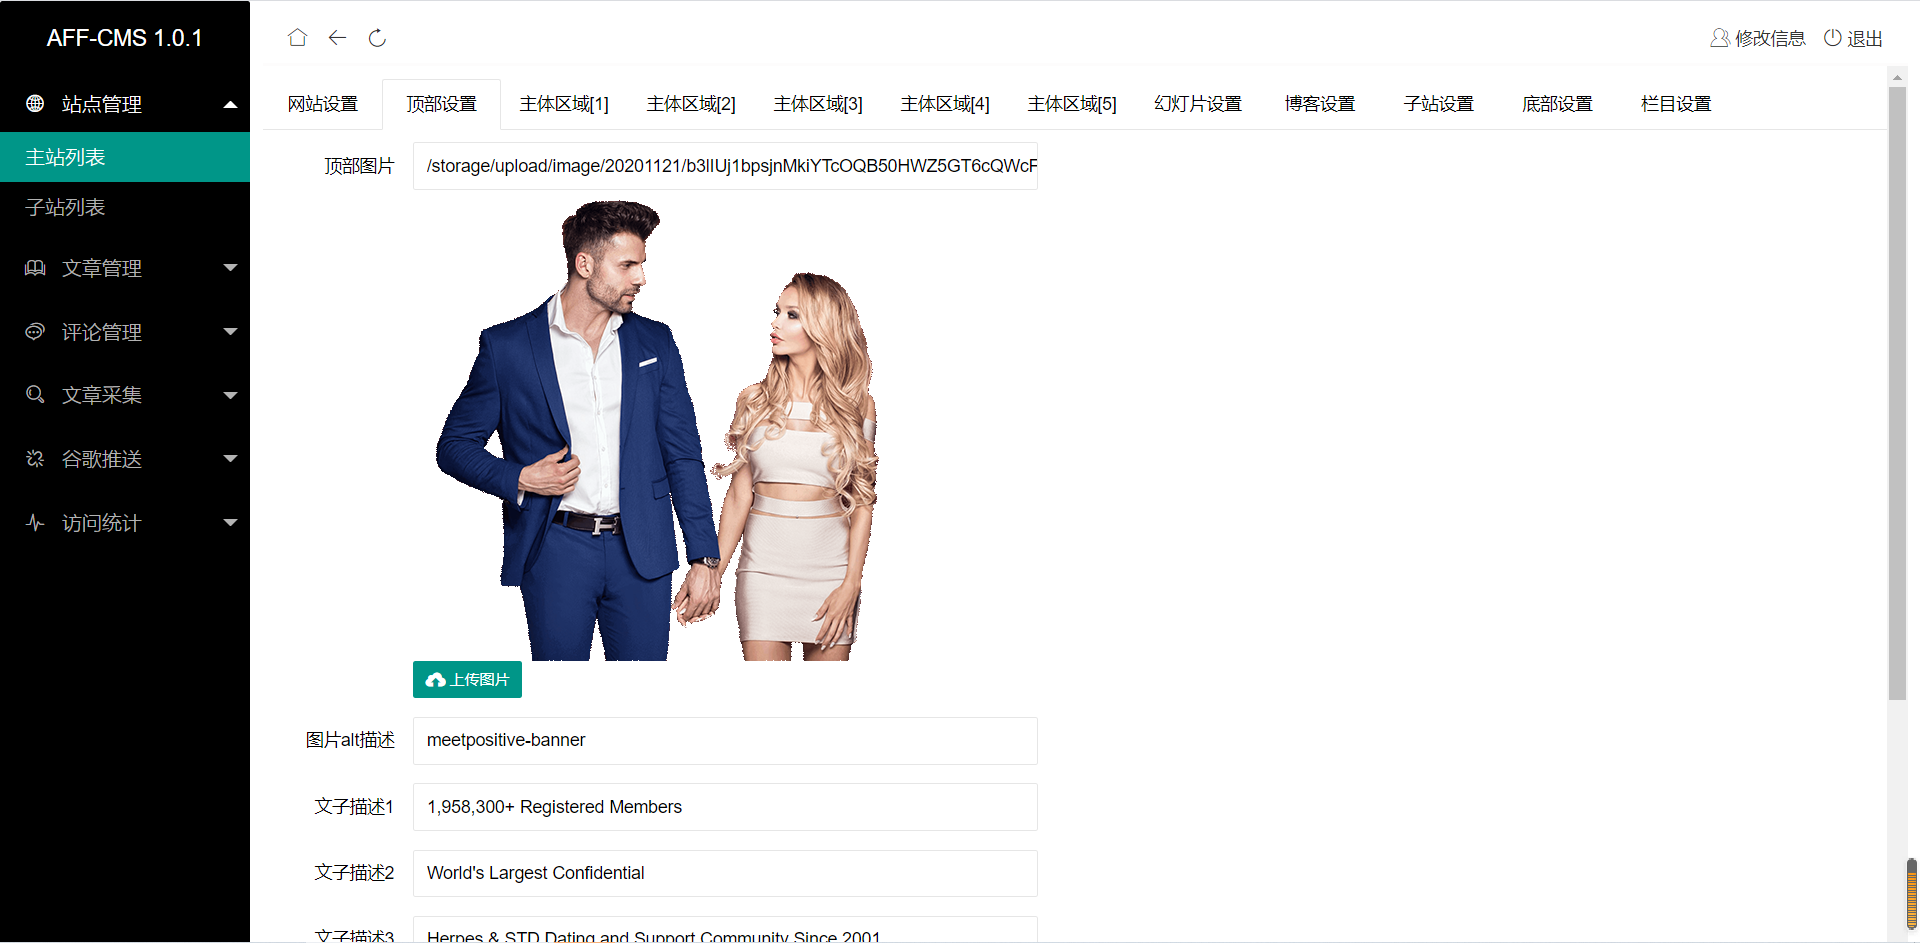 AFF-CMS 1.0.1
修改信息 退出
站点管理
主站列表
子站列表
文章管理
评论管理
文章采集
谷歌推送
访问统计
网站设置 顶部设置 主体区域[1] 主体区域[2] 主体区域[3] 主体区域[4] 主体区域[5] 幻灯片设置 博客设置 子站设置 底部设置 栏目设置
顶部图片 /storage/upload/image/20201121/b3lIUj1bpsjnMkiYTcOQB50HWZ5GT6cQWcF
上传图片
图片alt描述 meetpositive-banner
文子描述1 1,958,300+ Registered Members
文子描述2 World's Largest Confidential
文子描述3 Herpes & STD Dating and Support Community Since 2001